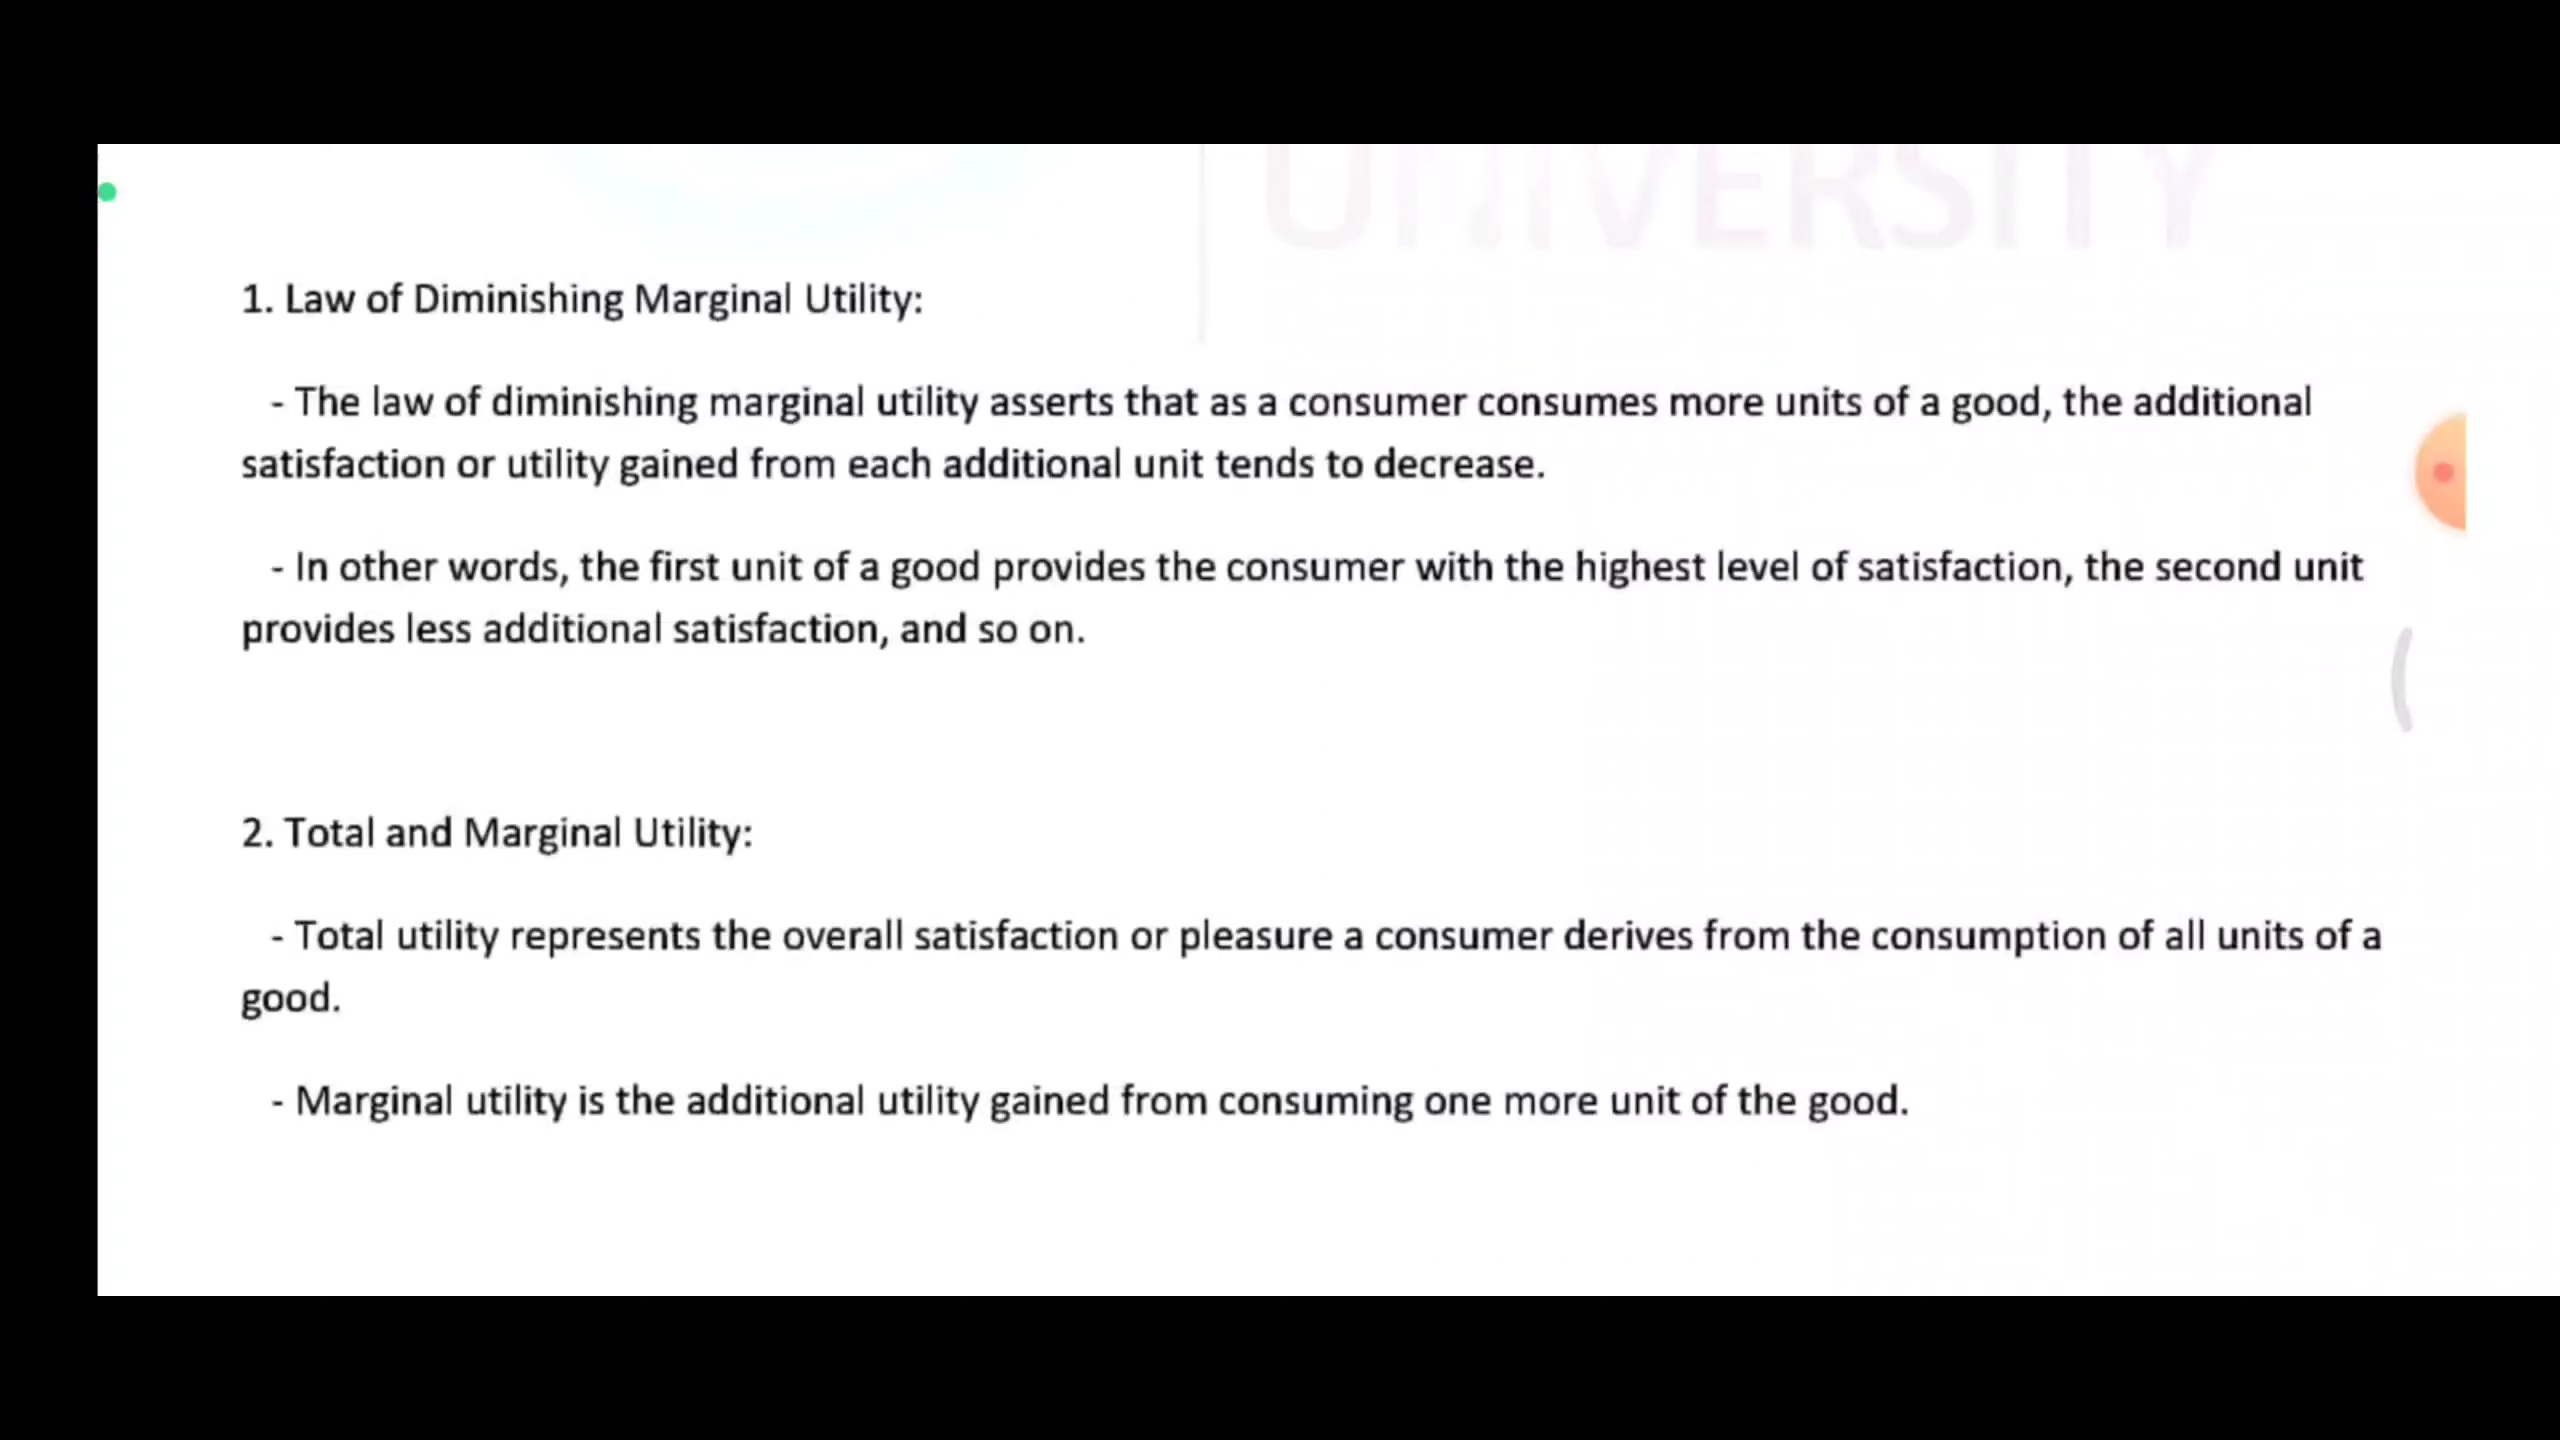 UNIVERSITY
1. Law of Diminishing Marginal Utility:
- The law of diminishing marginal utility asserts that as a consumer consumes more units of a good, the additional
satisfaction or utility gained from each additional unit tends to decrease.
- In other words, the first unit of a good provides the consumer with the highest level of satisfaction, the second unit
provides less additional satisfaction, and so on.
2. Total and Marginal Utility:
- Total utility represents the overall satisfaction or pleasure a consumer derives from the consumption of all units of a
good.
- Marginal utility is the additional utility gained from consuming one more unit of the good.